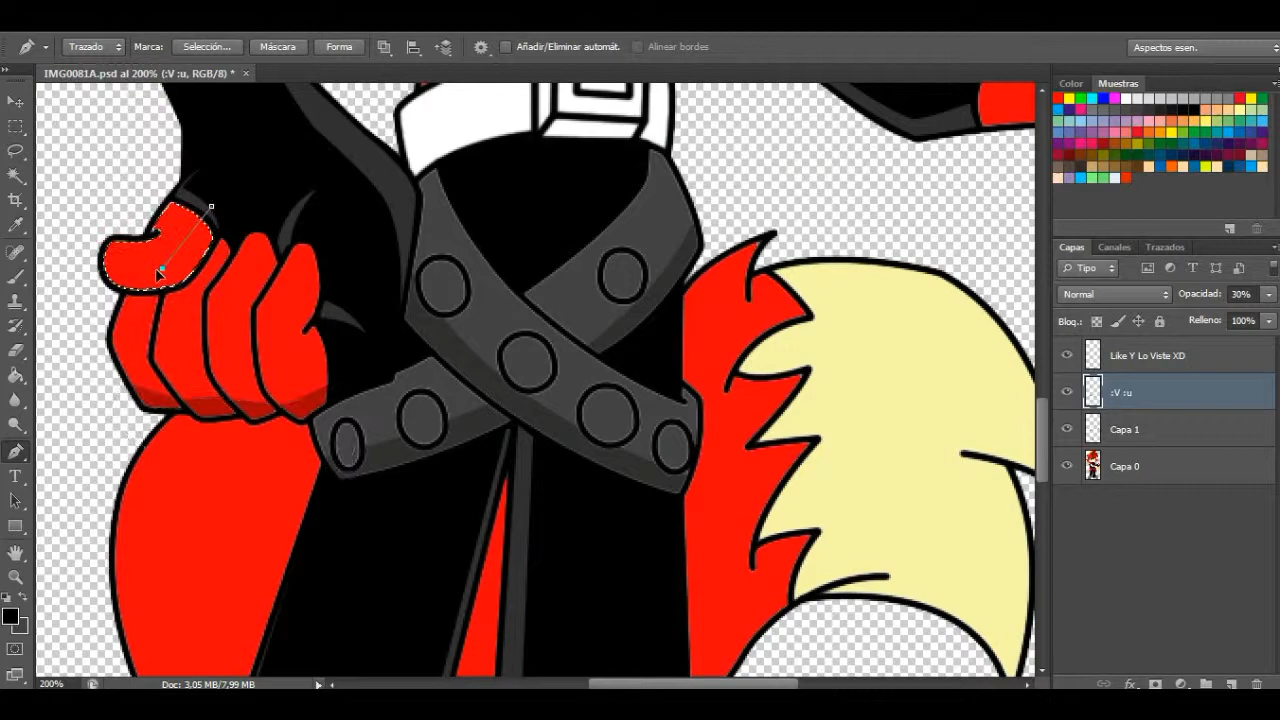 Trazado Marca: Selección... Máscara Forma Añadir/Eliminar automát. Alinear bordes Aspectos esen.
IMG0081A.psd al 200% (:V :u, RGB/8) * ×
Color Muestras
Capas Canales Trazados
Tipo
Normal Opacidad: 30%
Bloq.: Relleno: 100%
Like Y Lo Viste XD
:V :u
Capa 1
Capa 0
200% Doc: 3,05 MB/7,99 MB